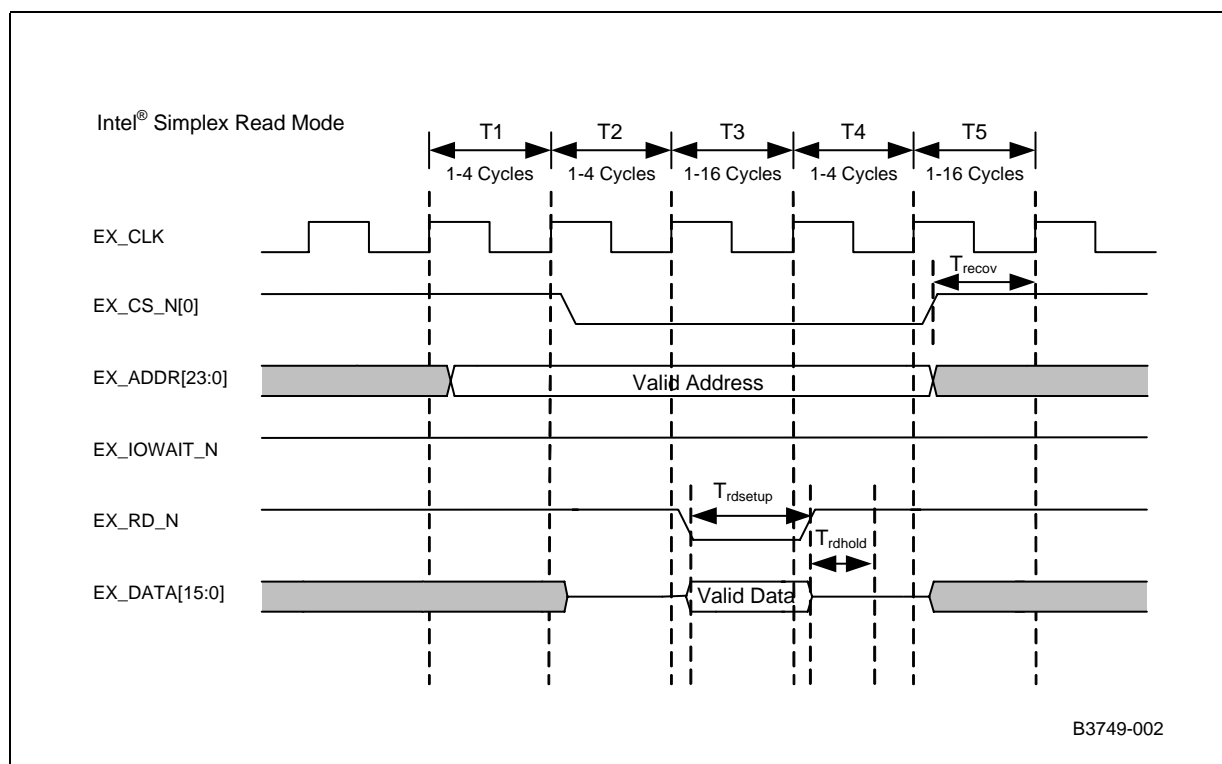 Intel® Simplex Read Mode
T1 T2 T3 T4 T5
1-4 Cycles 1-4 Cycles 1-16 Cycles 1-4 Cycles 1-16 Cycles
EX_CLK
Trecov
EX_CS_N[0]
EX_ADDR[23:0]
Valid Address
EX_IOWAIT_N
Trdsetup
EX_RD_N
Trdhold
EX_DATA[15:0]
Valid Data
B3749-002